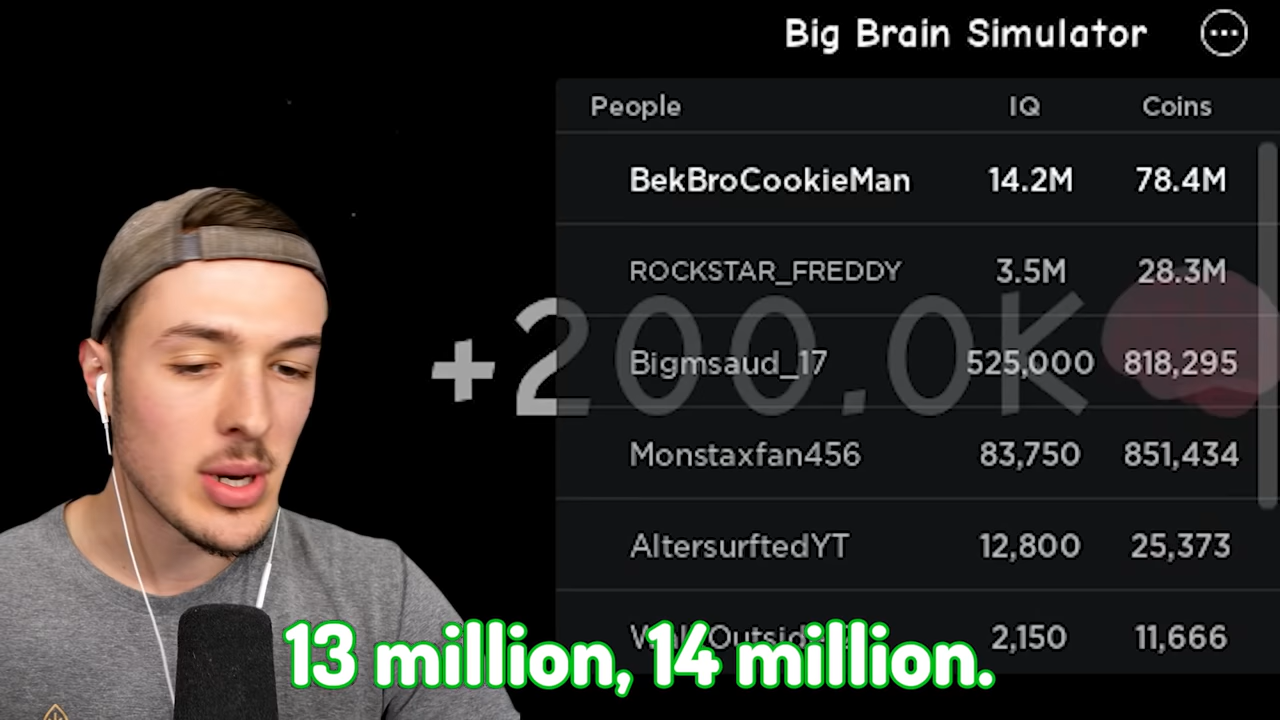 Big Brain Simulator
People IQ Coins
BekBroCookieMan 14.2M 78.4M
ROCKSTAR_FREDDY 3.5M 28.3M
+200.0K
Bigmsaud_17 525,000 818,295
Monstaxfan456 83,750 851,434
AltersurftedYT 12,800 25,373
2,150 11,666
13 million, 14 million.